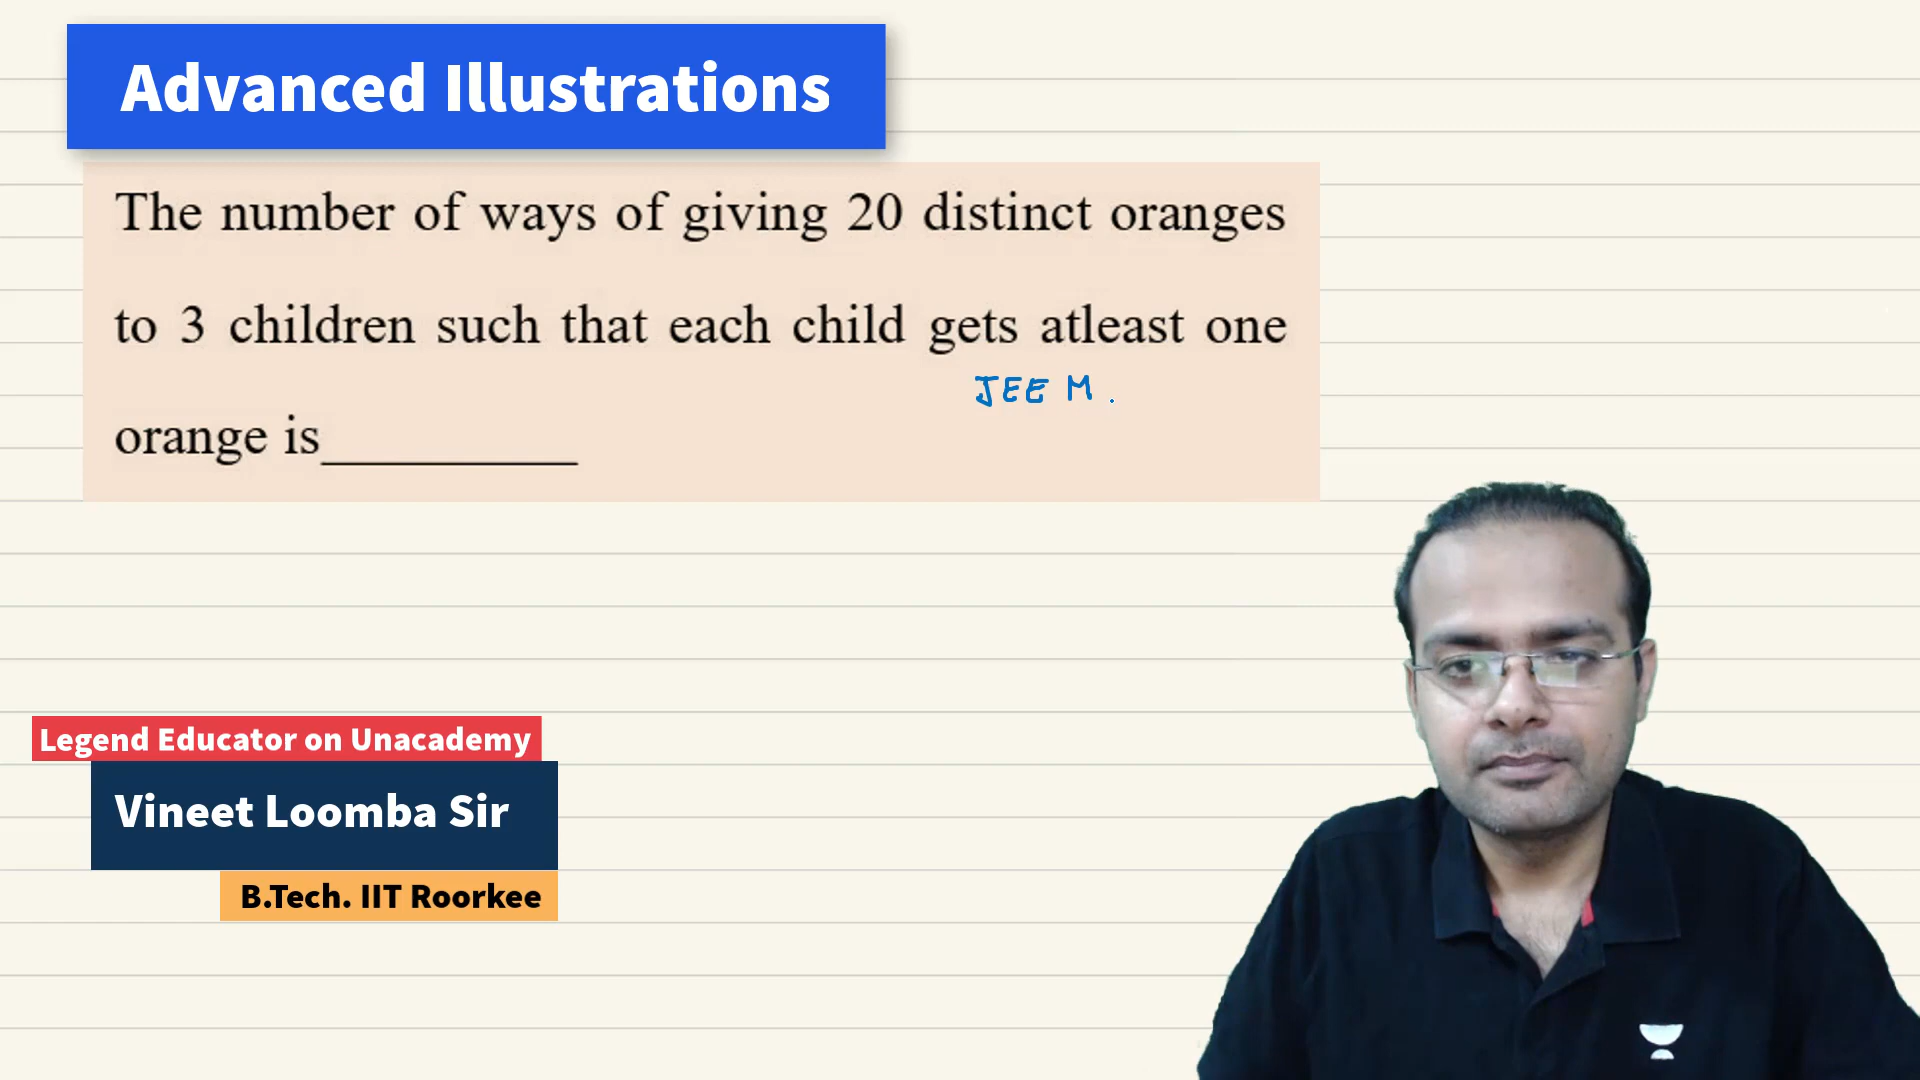 Advanced Illustrations
The number of ways of giving 20 distinct oranges
to 3 children such that each child gets atleast one
JEE M .
orange is__________
Legend Educator on Unacademy
Vineet Loomba Sir
B.Tech. IIT Roorkee